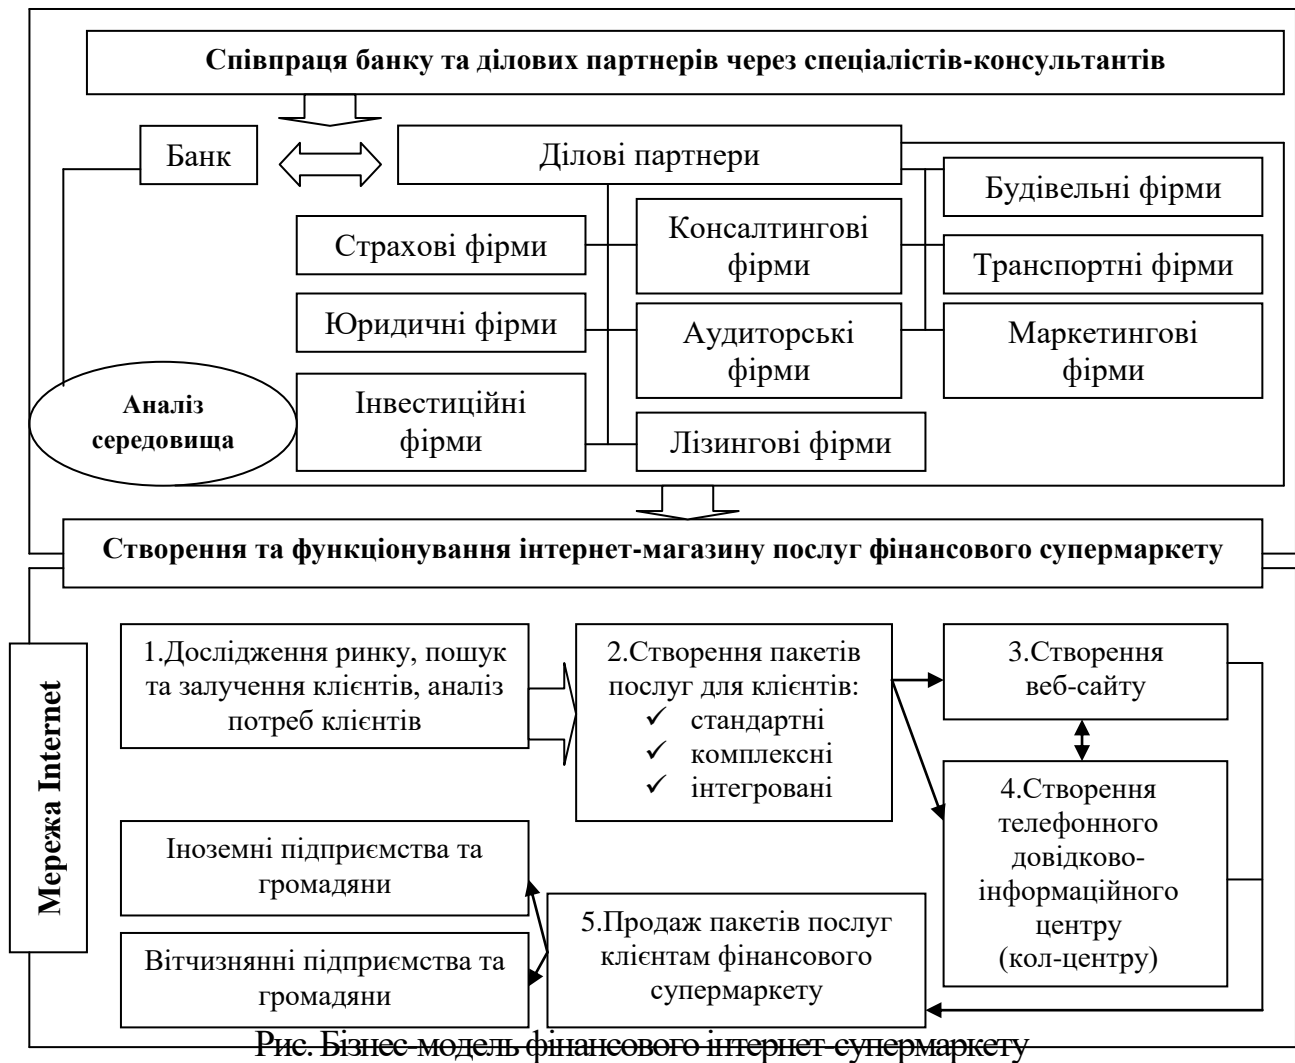 Співпраця банку та ділових партнерів через спеціалістів-консультантів
Банк
Ділові партнери
Будівельні фірми
Страхові фірми
Консалтингові
фірми
Транспортні фірми
Юридичні фірми
Аудиторські
фірми
Маркетингові
фірми
Аналіз
середовища
Інвестиційні
фірми
Лізингові фірми
Створення та функціонування інтернет-магазину послуг фінансового супермаркету
Мережа Internet
1.Дослідження ринку, пошук
та залучення клієнтів, аналіз
потреб клієнтів
2.Створення пакетів
послуг для клієнтів:
✓ стандартні
✓ комплексні
✓ інтегровані
3.Створення
веб-сайту
4.Створення
телефонного
довідково-
інформаційного
центру
(кол-центру)
Іноземні підприємства та
громадяни
Вітчизнянні підприємства та
громадяни
5.Продаж пакетів послуг
клієнтам фінансового
супермаркету
Рис. Бізнес-модель фінансового інтернет-супермаркету